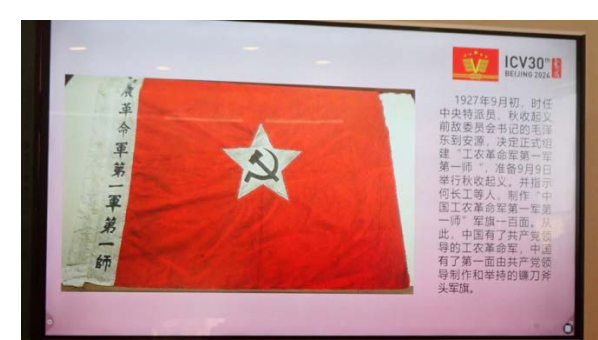 ICV30th
BEIJING 2024
农革命軍第一軍第一師
1927年9月初，时任
中央特派员、秋收起义
前敌委员会书记的毛泽
东到安源，决定正式组
建“工农革命军第一军
第一师”，准备9月9日
举行秋收起义。并指示
何长工等人，制作“中
国工农革命军第一军第
一师”军旗一百面。从
此，中国有了共产党领
导的工农革命军，中国
有了第一面由共产党领
导制作和举持的镰刀斧
头军旗。